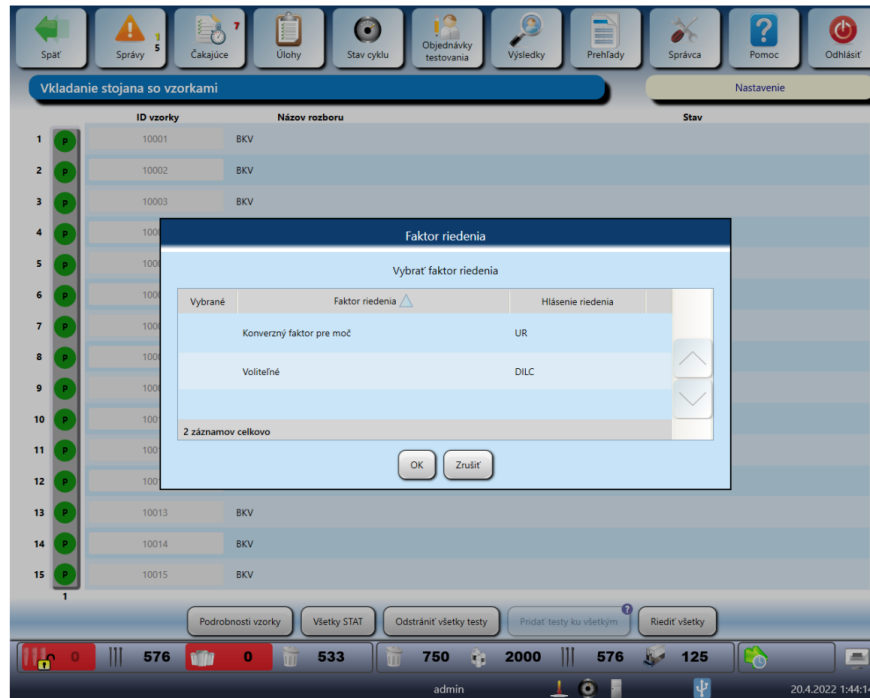 7
1
5
Späť
Správy
Čakajúce
Úlohy
Stav cyklu
Objednávky
testovania
Výsledky
Prehľady
Správca
Pomoc
Odhlásiť
Vkladanie stojana so vzorkami
Nastavenie
ID vzorky Názov rozboru Stav
1 P 10001 BKV
2 P 10002 BKV
3 P 10003 BKV
4 P
5 P
6 P
7 P
8 P
9 P
10 P
11 P
12 P
Faktor riedenia
Vybrať faktor riedenia
Vybrané Faktor riedenia Hlásenie riedenia
Konverzný faktor pre moč UR
Voliteľné DILC
2 záznamov celkovo
OK Zrušiť
13 P 10013 BKV
14 P 10014 BKV
15 P 10015 BKV
1
Podrobnosti vzorky Všetky STAT Odstrániť všetky testy Pridať testy ku všetkým ? Riediť všetky
0 576 0 533 750 2000 576 125
admin 20.4.2022 1:44:14